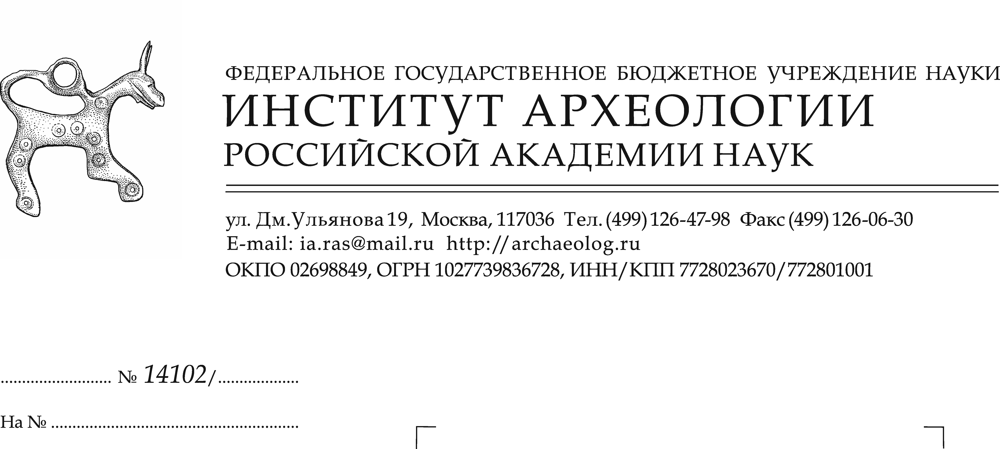 ФЕДЕРАЛЬНОЕ ГОСУДАРСТВЕННОЕ БЮДЖЕТНОЕ УЧРЕЖДЕНИЕ НАУКИ
ИНСТИТУТ АРХЕОЛОГИИ
РОССИЙСКОЙ АКАДЕМИИ НАУК
ул. Дм.Ульянова 19, Москва, 117036 Тел. (499) 126-47-98 Факс (499) 126-06-30
E-mail: ia.ras@mail.ru http://archaeolog.ru
ОКПО 02698849, ОГРН 1027739836728, ИНН/КПП 7728023670/772801001
.......................... № 14102/...................
На № ..........................................................